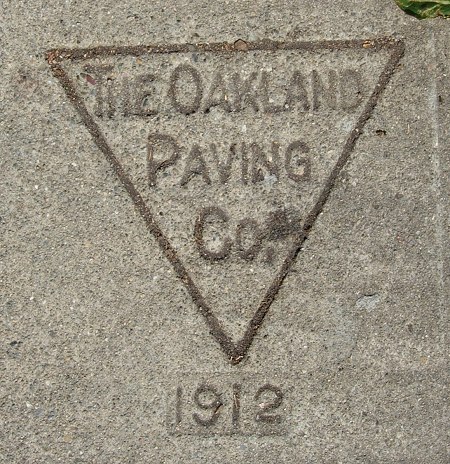 THE OAKLAND
PAVING
Co.
1912